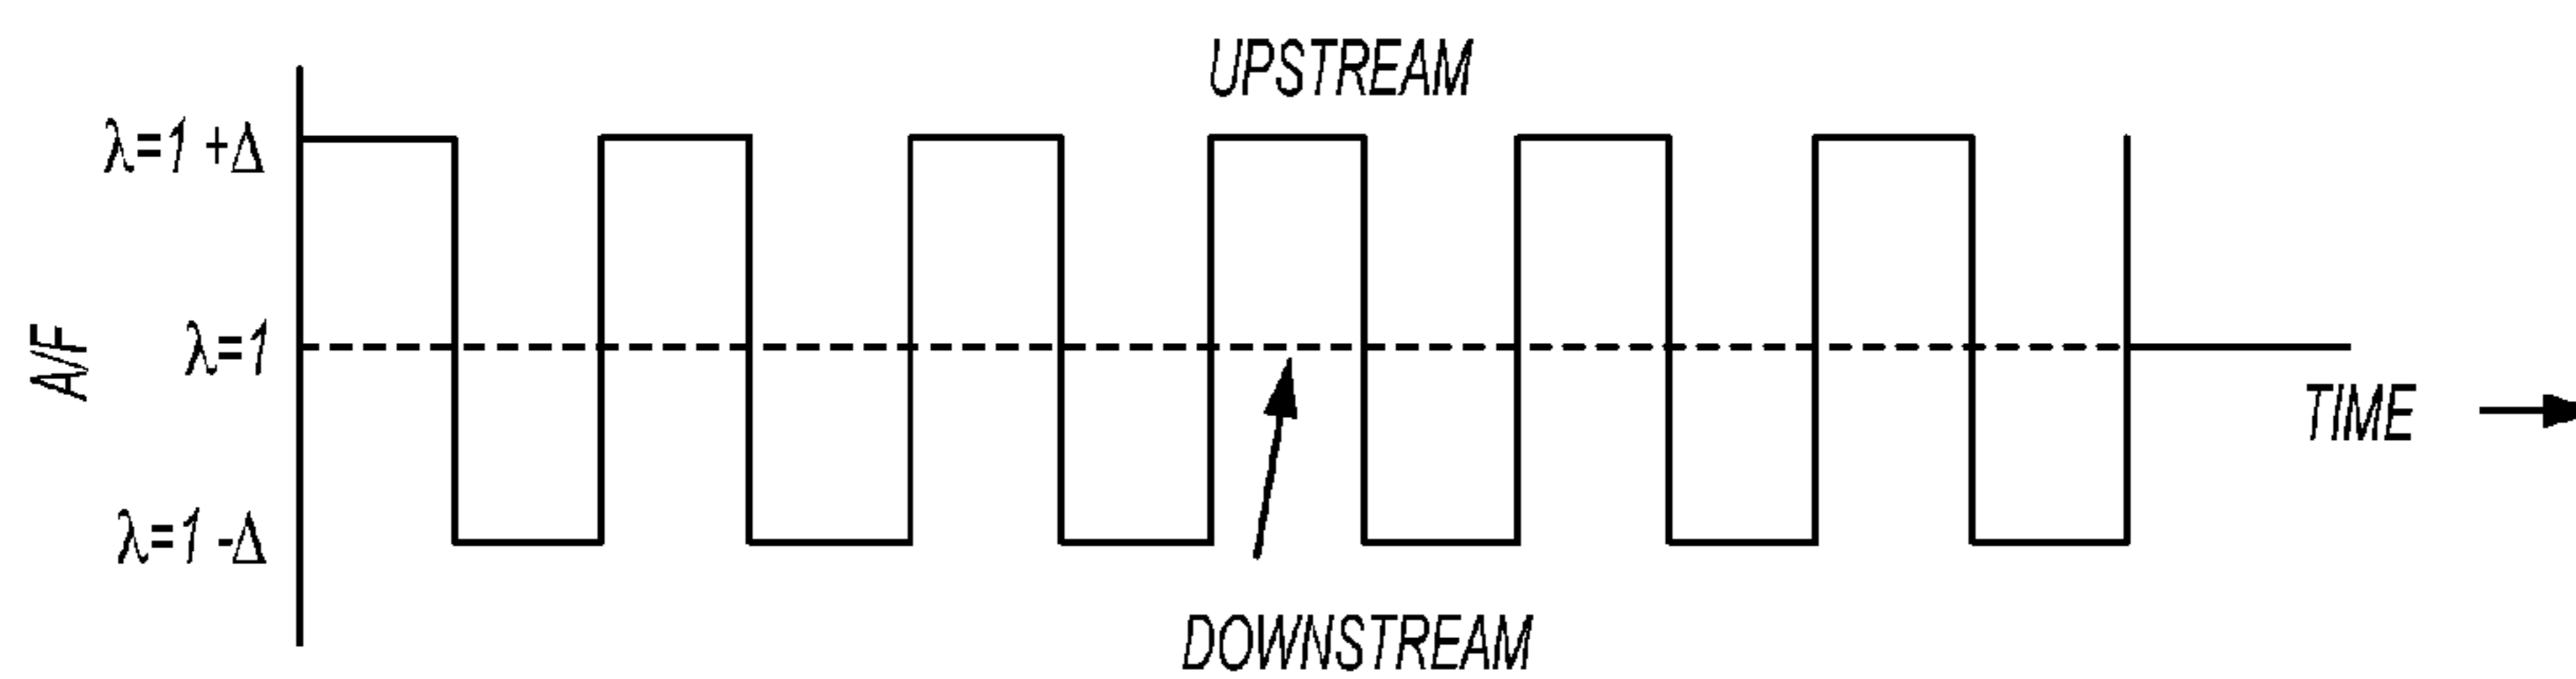 UPSTREAM
λ=1 +Δ
A/F
λ=1
TIME
λ=1 -Δ
DOWNSTREAM